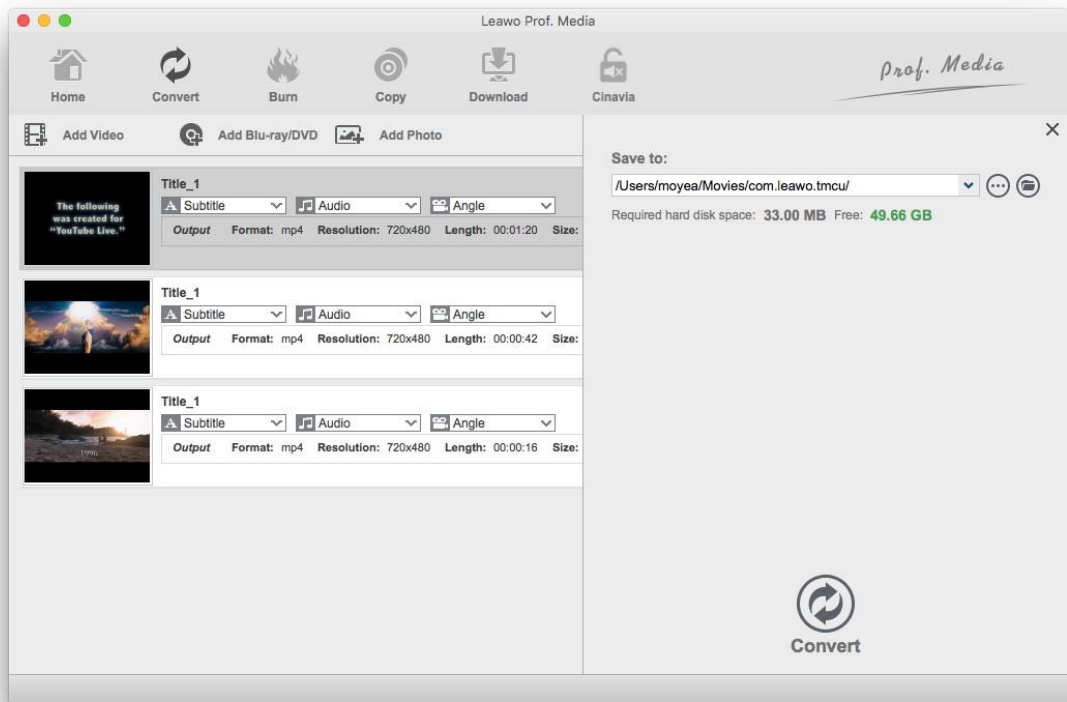 Leawo Prof. Media
Home Convert Burn Copy Download Cinavia
Prof. Media
Add Video Add Blu-ray/DVD Add Photo
The following
was created for
"YouTube Live."
Title_1
A Subtitle Audio Angle
Output Format: mp4 Resolution: 720x480 Length: 00:01:20 Size:
Title_1
A Subtitle Audio Angle
Output Format: mp4 Resolution: 720x480 Length: 00:00:42 Size:
1990
Title_1
A Subtitle Audio Angle
Output Format: mp4 Resolution: 720x480 Length: 00:00:16 Size:
Save to:
/Users/moyea/Movies/com.leawo.tmcu/
Required hard disk space: 33.00 MB Free: 49.66 GB
Convert